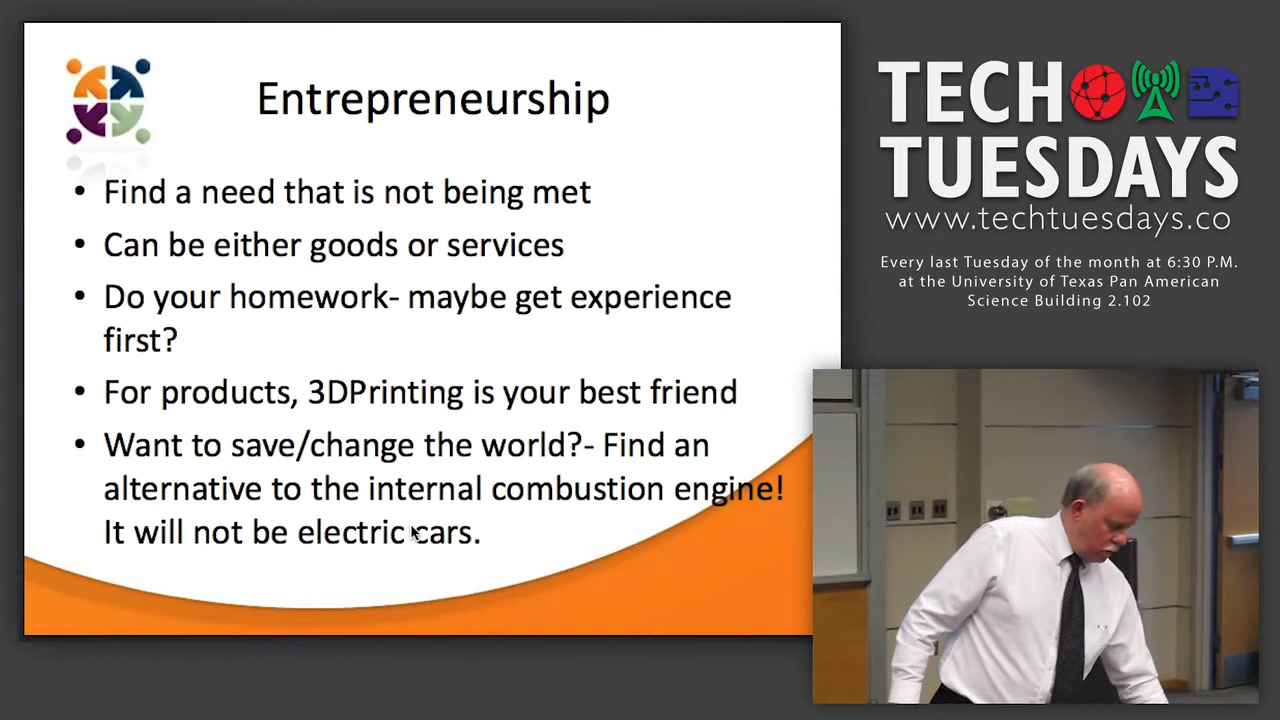 Entrepreneurship
• Find a need that is not being met
• Can be either goods or services
• Do your homework- maybe get experience
first?
• For products, 3DPrinting is your best friend
• Want to save/change the world?- Find an
alternative to the internal combustion engine!
It will not be electric cars.
TECH
TUESDAYS
www.techtuesdays.co
Every last Tuesday of the month at 6:30 P.M.
at the University of Texas Pan American
Science Building 2.102